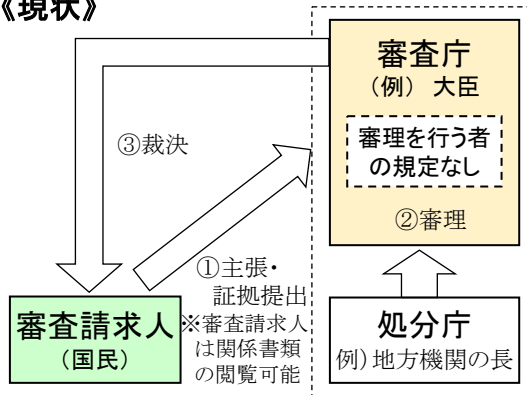 《現状》
審査庁
(例) 大臣
審理を行う者
の規定なし
②審理
③裁決
①主張・
証拠提出
※審査請求人
は関係書類
の閲覧可能
審査請求人
(国民)
処分庁
例)地方機関の長